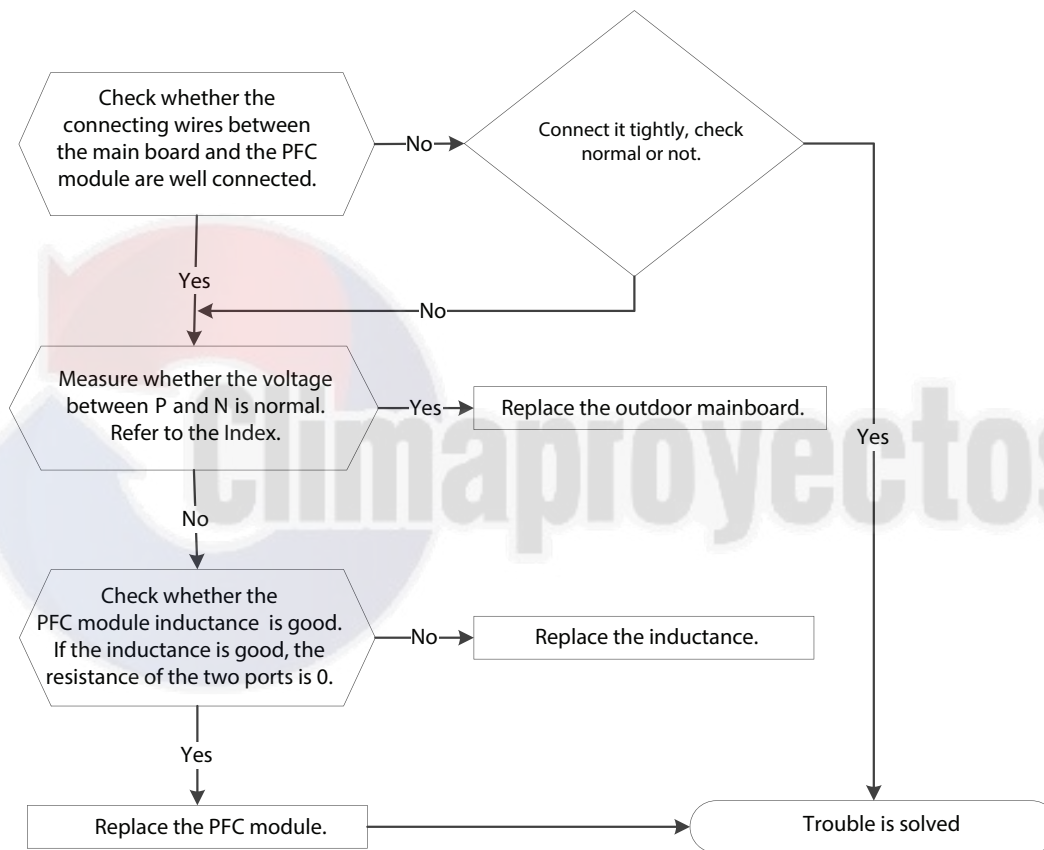 Check whether the
connecting wires between
the main board and the PFC
module are well connected.
No
Connect it tightly, check
normal or not.
Yes
No
Measure whether the voltage
between P and N is normal.
Refer to the Index.
Yes
Replace the outdoor mainboard.
Yes
Climaproyectos
No
Check whether the
PFC module inductance is good.
If the inductance is good, the
resistance of the two ports is 0.
No
Replace the inductance.
Yes
Replace the PFC module.
Trouble is solved